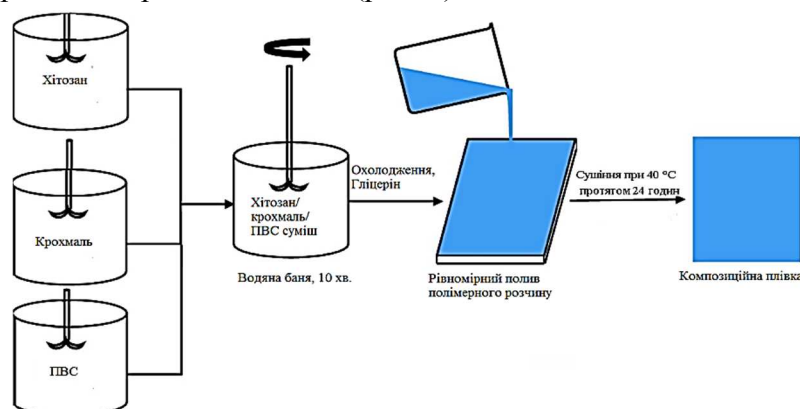 Хітозан
Крохмаль
ПВС
Хітозан/
крохмаль/
ПВС суміш
Водяна баня, 10 хв.
Охолодження,
Гліцерін
Рівномірний полив
полімерного розчину
Сушіння при 40 °С
протягом 24 годин
Композиційна плівка